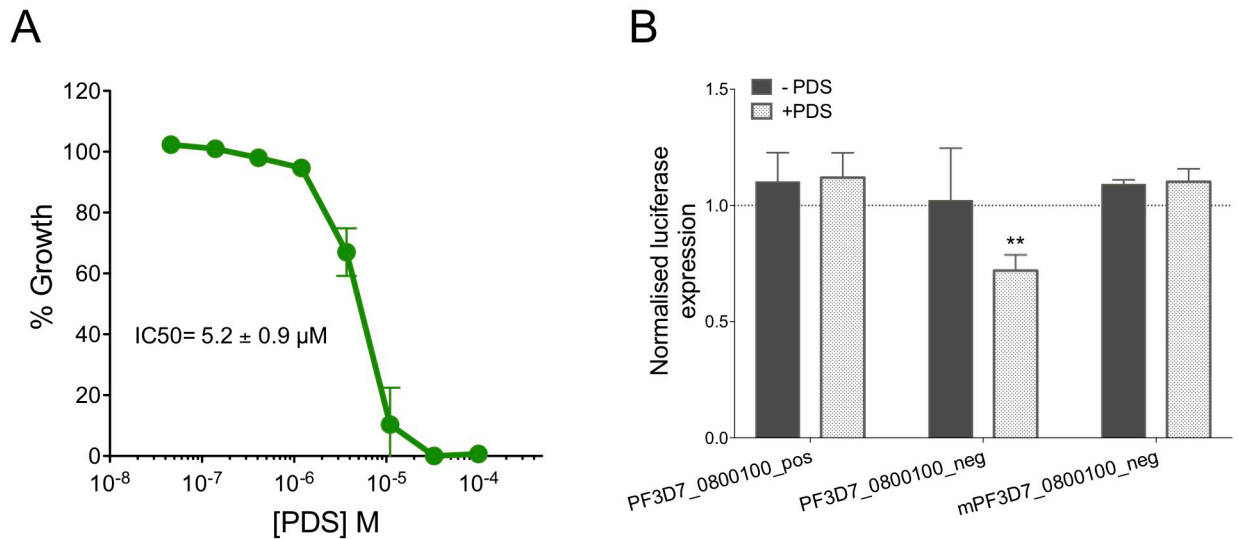 A
% Growth
120
100
80
60
40
20
0
IC50= 5.2 ± 0.9 µM
10-8 10-7 10-6 10-5 10-4
[PDS] M
B
Normalised luciferase
expression
1.5
1.0
0.5
0.0
- PDS
+PDS
**
PF3D7_0800100_pos
PF3D7_0800100_neg
mPF3D7_0800100_neg